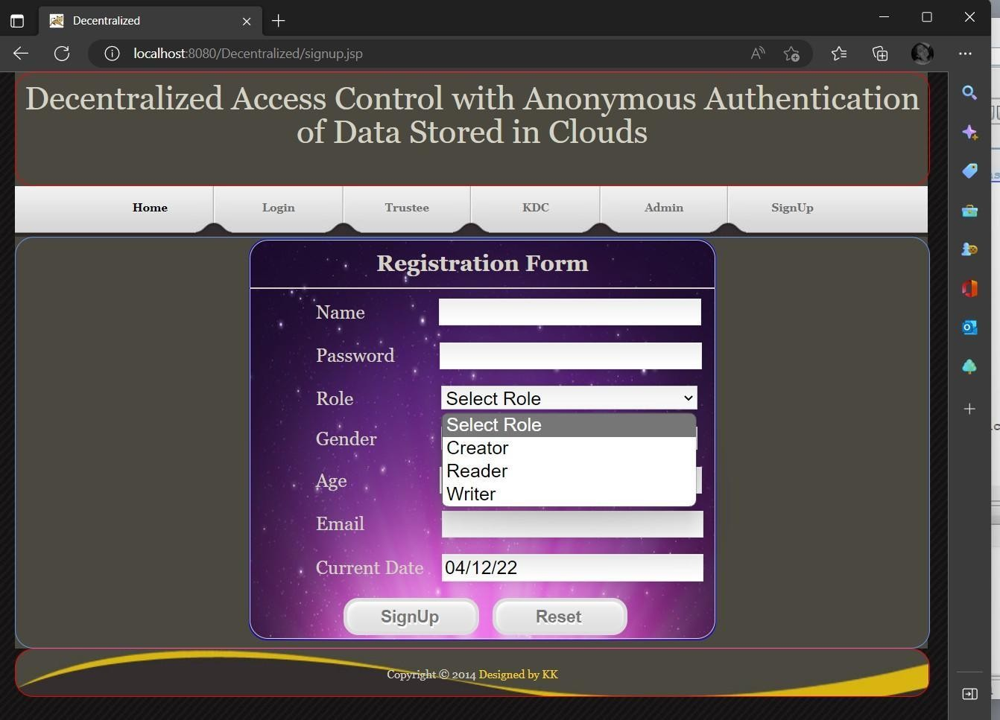 Decentralized
localhost:8080/Decentralized/signup.jsp
Decentralized Access Control with Anonymous Authentication
of Data Stored in Clouds
Home Login Trustee KDC Admin SignUp
Registration Form
Name
Password
Role Select Role
Select Role
Gender
Creator
Reader
Age
Writer
Email
Current Date 04/12/22
SignUp Reset
Copyright © 2014 Designed by KK